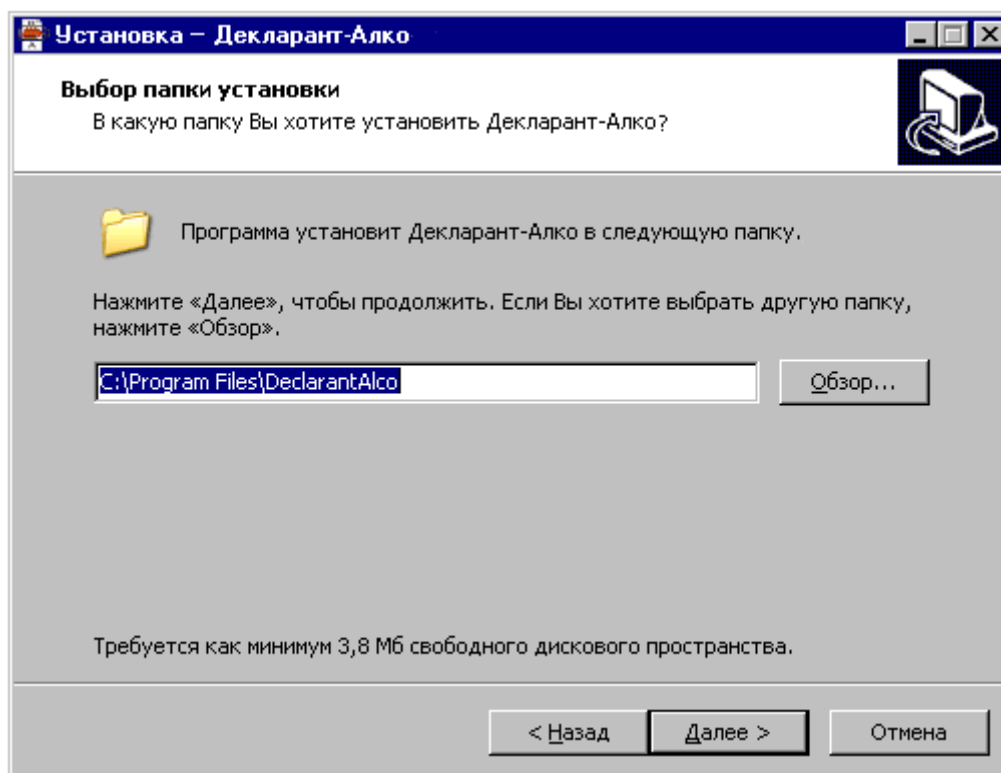 Установка – Декларант-Алко
Выбор папки установки
В какую папку Вы хотите установить Декларант-Алко?
Программа установит Декларант-Алко в следующую папку.
Нажмите «Далее», чтобы продолжить. Если Вы хотите выбрать другую папку,
нажмите «Обзор».
C:\Program Files\DeclarantAlco
Обзор...
Требуется как минимум 3,8 Мб свободного дискового пространства.
< Назад
Далее >
Отмена